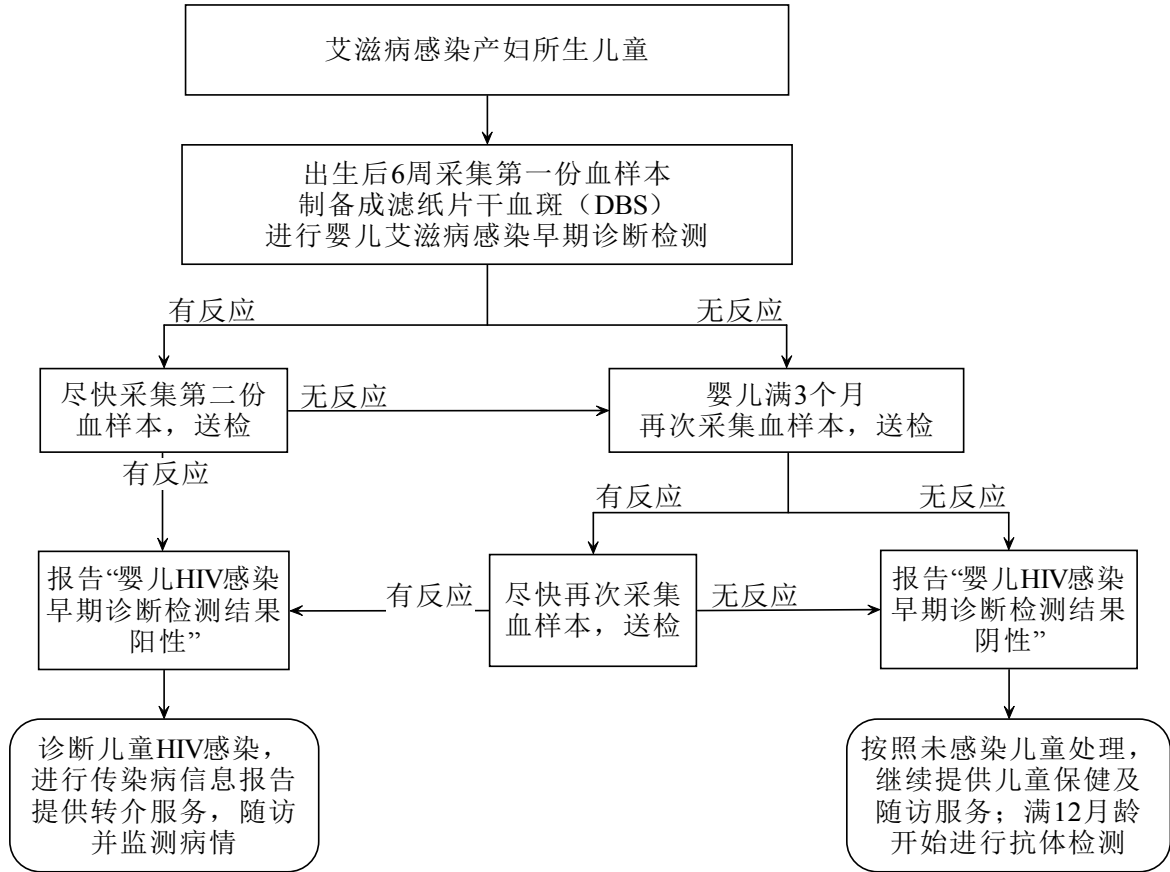 艾滋病感染产妇所生儿童
出生后6周采集第一份血样本
制备成滤纸片干血斑（DBS）
进行婴儿艾滋病感染早期诊断检测
有反应
无反应
尽快采集第二份
血样本，送检
无反应
婴儿满3个月
再次采集血样本，送检
有反应
有反应
无反应
报告“婴儿HIV感染
早期诊断检测结果
阳性”
有反应
尽快再次采集
血样本，送检
无反应
报告“婴儿HIV感染
早期诊断检测结果
阴性”
诊断儿童HIV感染，
进行传染病信息报告
提供转介服务，随访
并监测病情
按照未感染儿童处理，
继续提供儿童保健及
随访服务；满12月龄
开始进行抗体检测